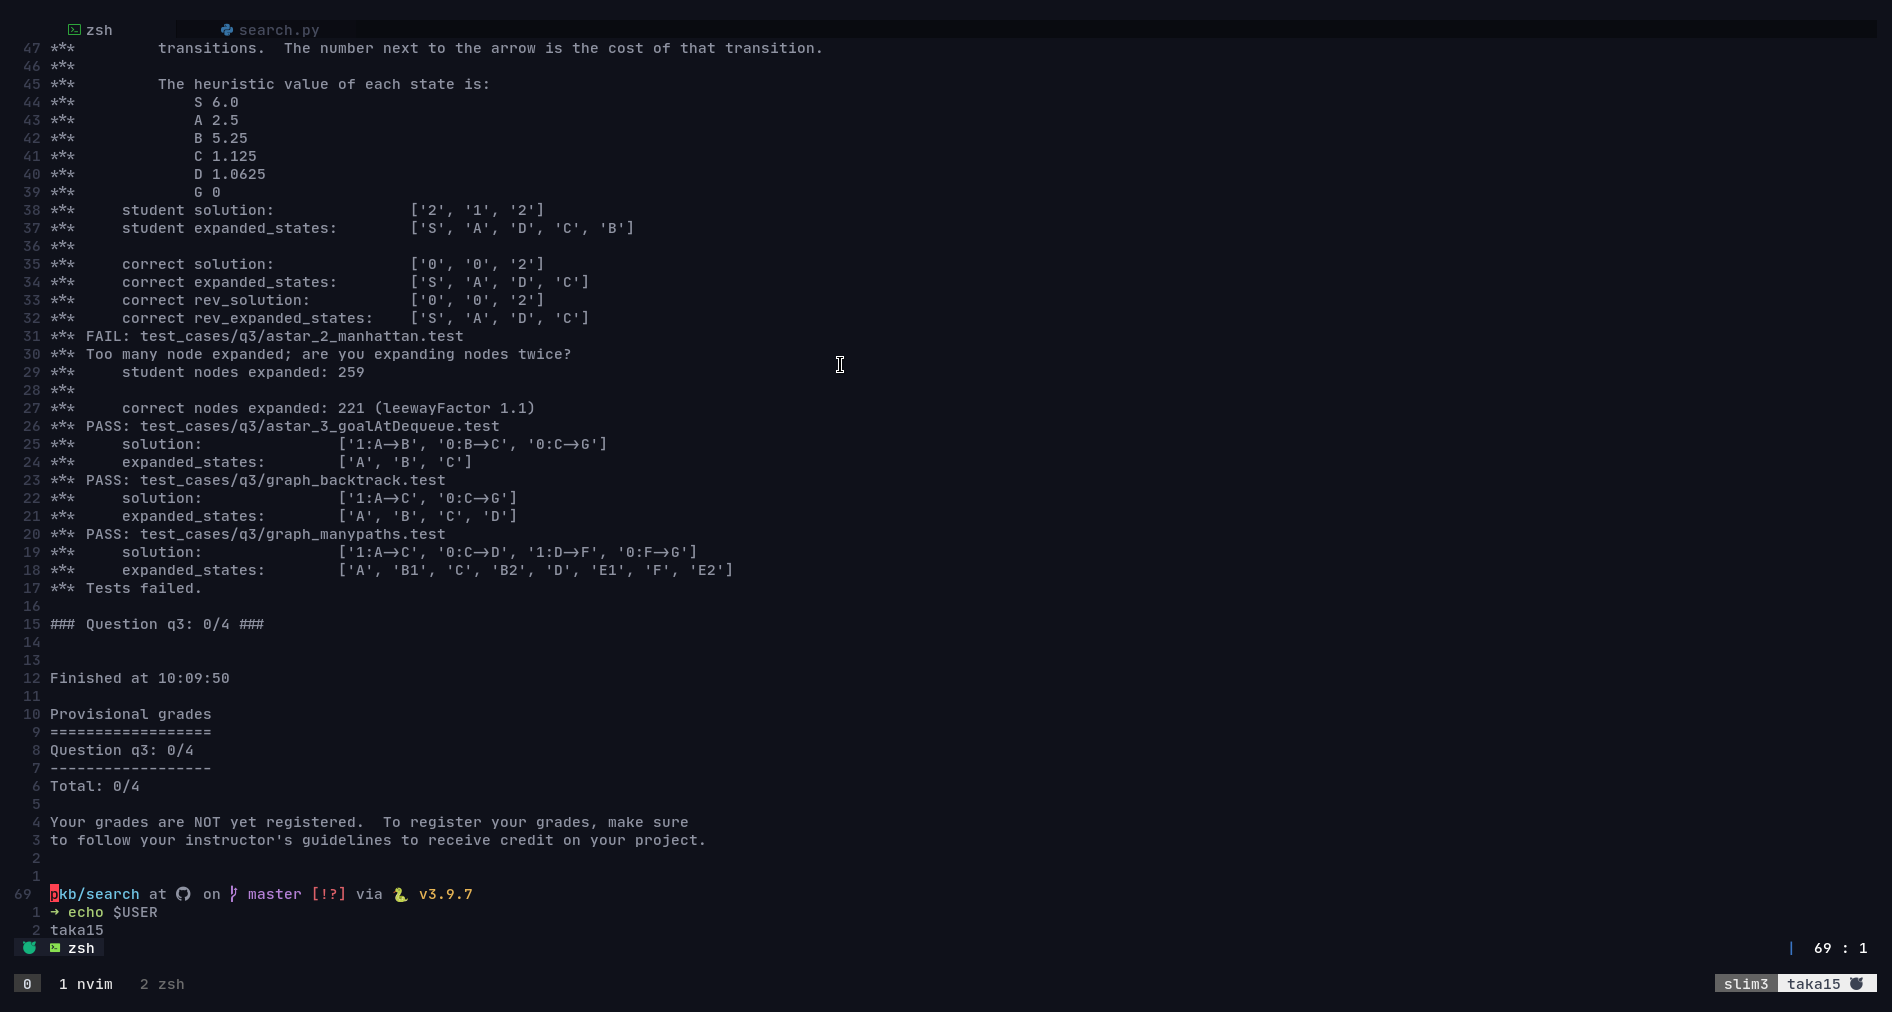 zsh search.py
47 *** transitions.  The number next to the arrow is the cost of that transition.
46 ***
45 *** The heuristic value of each state is:
44 *** S 6.0
43 *** A 2.5
42 *** B 5.25
41 *** C 1.125
40 *** D 1.0625
39 *** G 0
38 *** student solution: ['2', '1', '2']
37 *** student expanded_states: ['S', 'A', 'D', 'C', 'B']
36 ***
35 *** correct solution: ['0', '0', '2']
34 *** correct expanded_states: ['S', 'A', 'D', 'C']
33 *** correct rev_solution: ['0', '0', '2']
32 *** correct rev_expanded_states: ['S', 'A', 'D', 'C']
31 *** FAIL: test_cases/q3/astar_2_manhattan.test
30 *** Too many node expanded; are you expanding nodes twice?
29 *** student nodes expanded: 259
28 ***
27 *** correct nodes expanded: 221 (leewayFactor 1.1)
26 *** PASS: test_cases/q3/astar_3_goalAtDequeue.test
25 *** solution: ['1:A->B', '0:B->C', '0:C->G']
24 *** expanded_states: ['A', 'B', 'C']
23 *** PASS: test_cases/q3/graph_backtrack.test
22 *** solution: ['1:A->C', '0:C->G']
21 *** expanded_states: ['A', 'B', 'C', 'D']
20 *** PASS: test_cases/q3/graph_manypaths.test
19 *** solution: ['1:A->C', '0:C->D', '1:D->F', '0:F->G']
18 *** expanded_states: ['A', 'B1', 'C', 'B2', 'D', 'E1', 'F', 'E2']
17 *** Tests failed.
16
15 ### Question q3: 0/4 ###
14
13
12 Finished at 10:09:50
11
10 Provisional grades
9 ==================
8 Question q3: 0/4
7 ------------------
6 Total: 0/4
5
4 Your grades are NOT yet registered.  To register your grades, make sure
3 to follow your instructor's guidelines to receive credit on your project.
2
1
69 pkb/search at on master [!?] via 🐍 v3.9.7
1 ➜ echo $USER
2 taka15
zsh | 69 : 1
0 1 nvim 2 zsh slim3 taka15